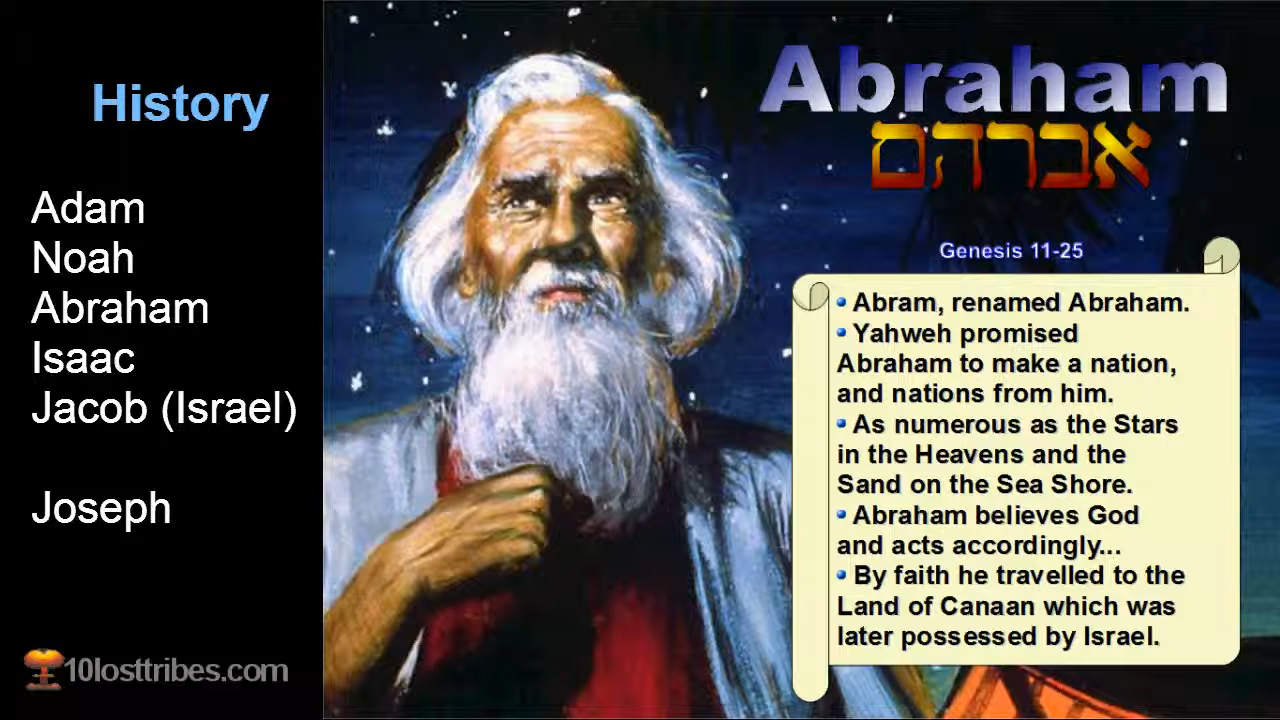 History
Adam
Noah
Abraham
Isaac
Jacob (Israel)
Joseph
10losttribes.com
Abraham
אברהם
Genesis 11-25
• Abram, renamed Abraham.
• Yahweh promised
Abraham to make a nation,
and nations from him.
• As numerous as the Stars
in the Heavens and the
Sand on the Sea Shore.
• Abraham believes God
and acts accordingly...
• By faith he travelled to the
Land of Canaan which was
later possessed by Israel.